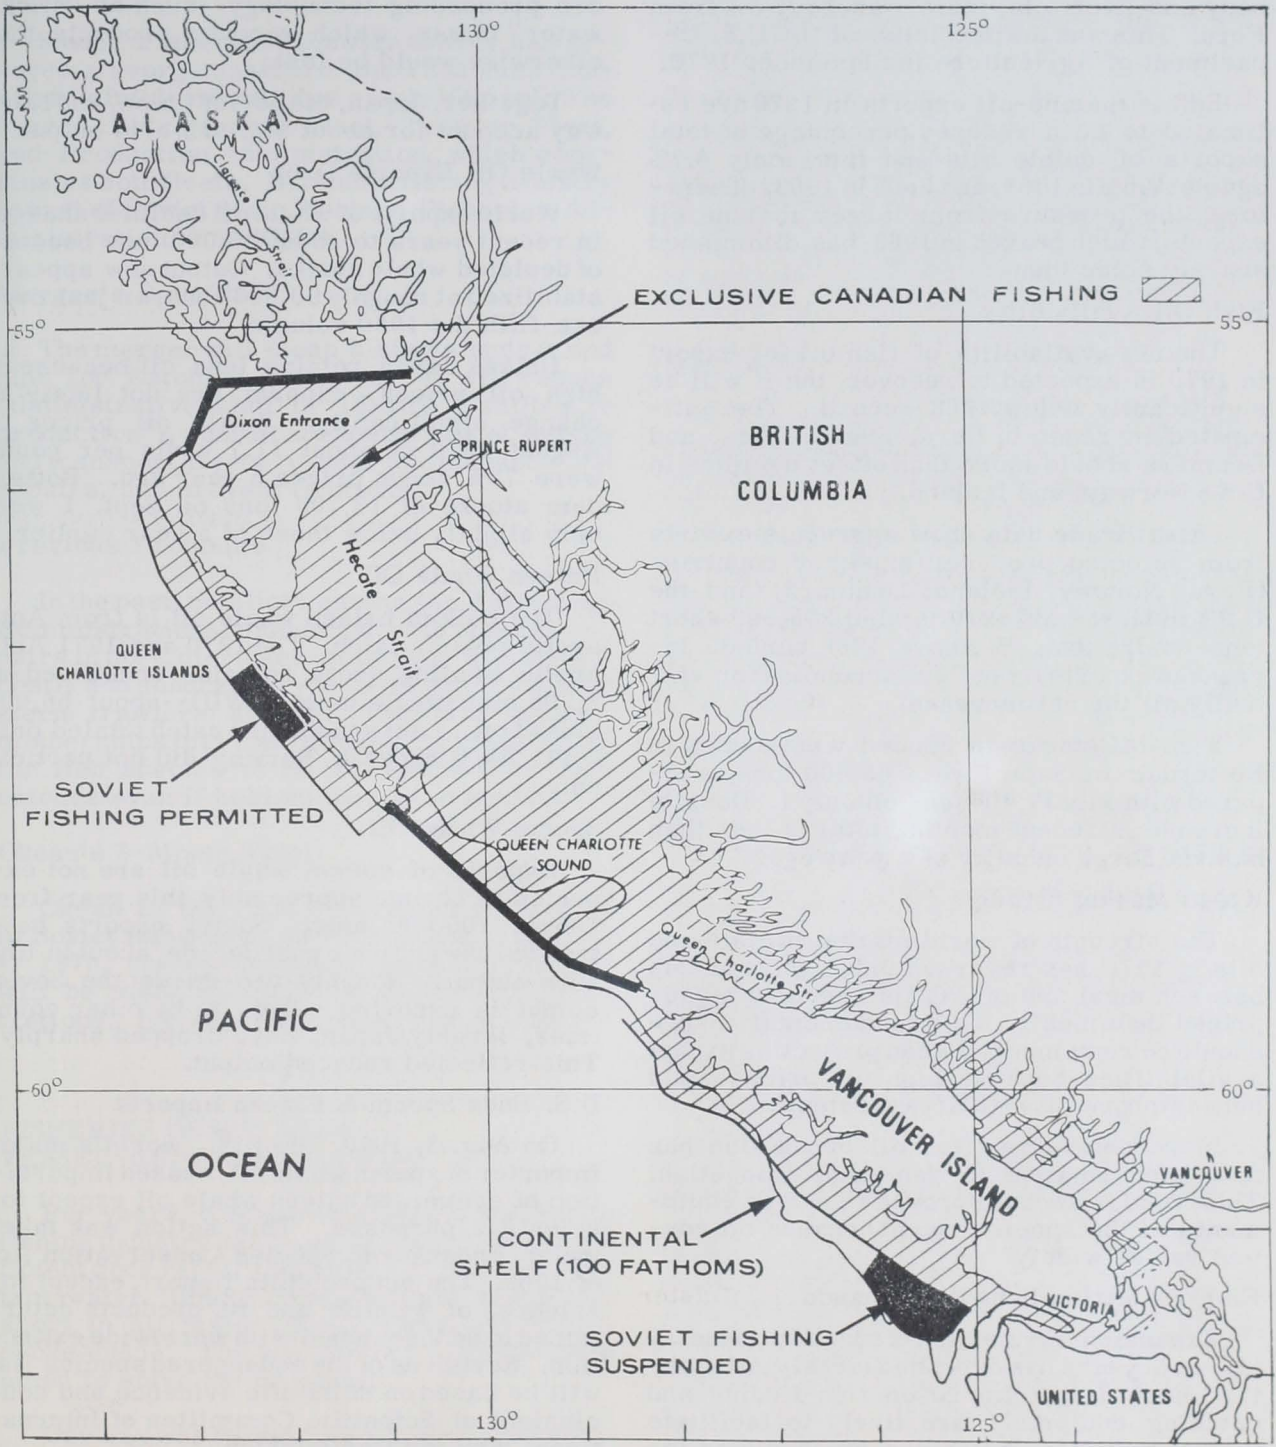 130°
125°
ALASKA
Clarence
Strait
EXCLUSIVE CANADIAN FISHING
55°
55°
Dixon Entrance
PRINCE RUPERT
BRITISH
COLUMBIA
Hecate
Strait
QUEEN
CHARLOTTE ISLANDS
SOVIET
FISHING PERMITTED
QUEEN CHARLOTTE
SOUND
Queen Charlotte Str
PACIFIC
60°
60°
VANCOUVER ISLAND
OCEAN
VANCOUVER
CONTINENTAL
SHELF (100 FATHOMS)
VICTORIA
SOVIET FISHING
SUSPENDED
UNITED STATES
130°
125°